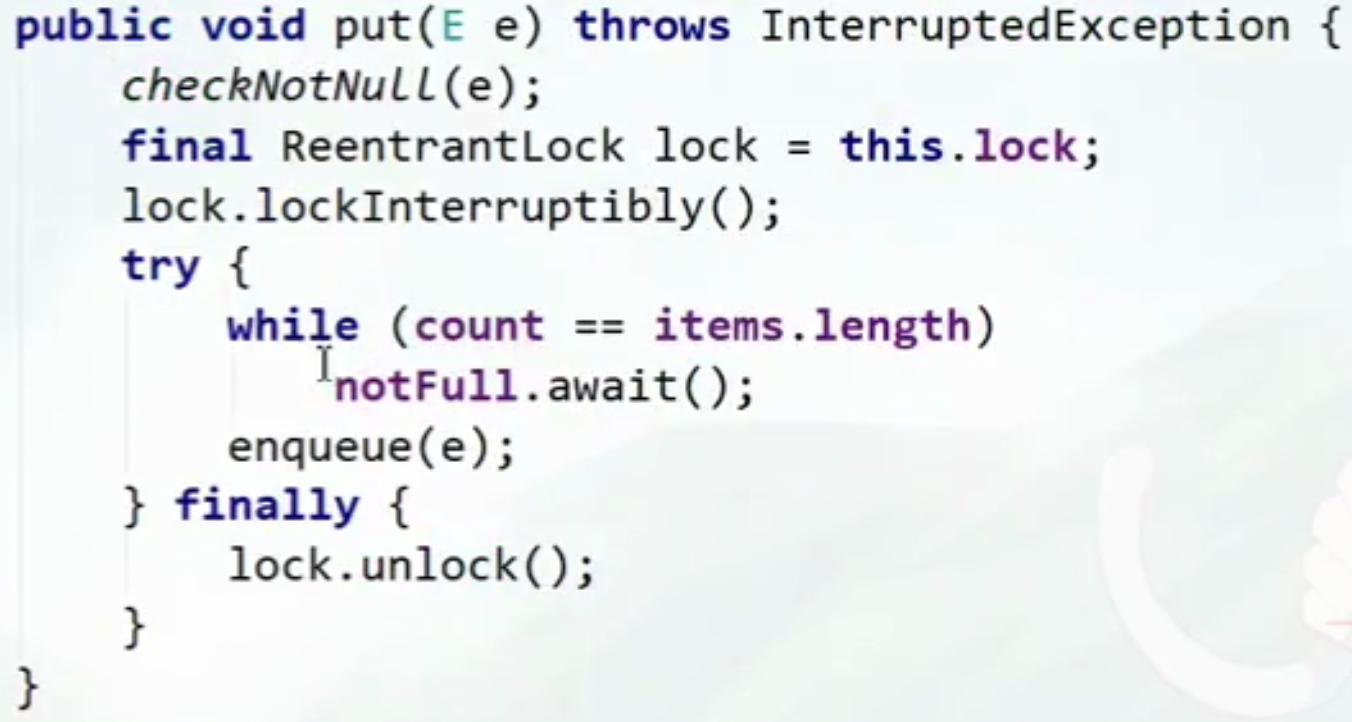 public void put(E e) throws InterruptedException {
    checkNotNull(e);
    final ReentrantLock lock = this.lock;
    lock.lockInterruptibly();
    try {
        while (count == items.length)
            notFull.await();
        enqueue(e);
    } finally {
        lock.unlock();
    }
}